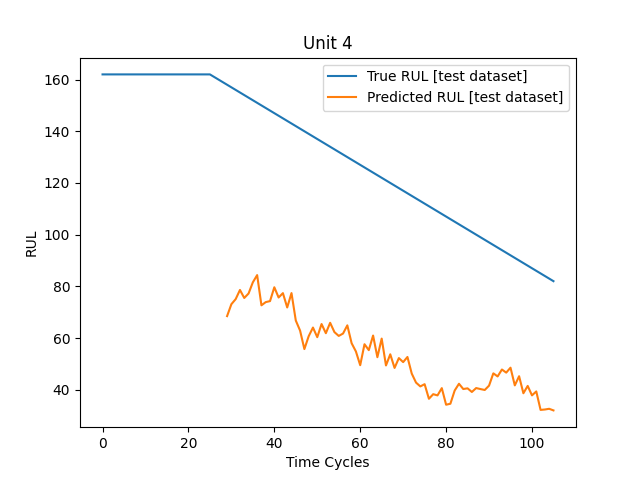 Unit 4
True RUL [test dataset]
Predicted RUL [test dataset]
160
140
120
100
80
60
40
RUL
0 20 40 60 80 100
Time Cycles